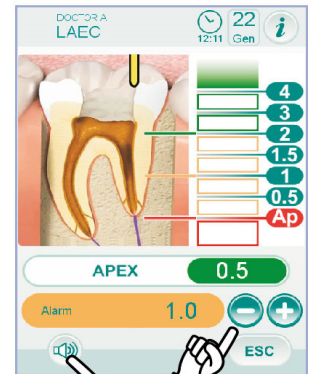 DOCTOR A
LAEC
12:11
22
Gen
i
4
3
2
1.5
1
0.5
Ap
APEX 0.5
Alarm 1.0
ESC